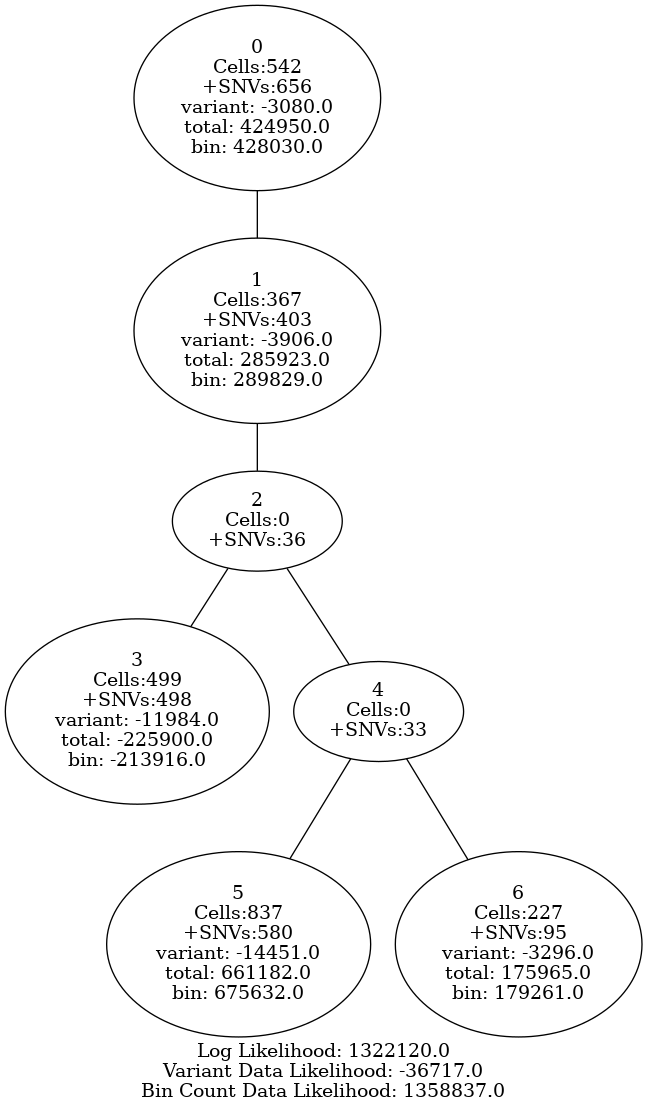 0
Cells:542
+SNVs:656
variant: -3080.0
total: 424950.0
bin: 428030.0
1
Cells:367
+SNVs:403
variant: -3906.0
total: 285923.0
bin: 289829.0
2
Cells:0
+SNVs:36
3
Cells:499
+SNVs:498
variant: -11984.0
total: -225900.0
bin: -213916.0
4
Cells:0
+SNVs:33
5
Cells:837
+SNVs:580
variant: -14451.0
total: 661182.0
bin: 675632.0
6
Cells:227
+SNVs:95
variant: -3296.0
total: 175965.0
bin: 179261.0
Log Likelihood: 1322120.0
Variant Data Likelihood: -36717.0
Bin Count Data Likelihood: 1358837.0